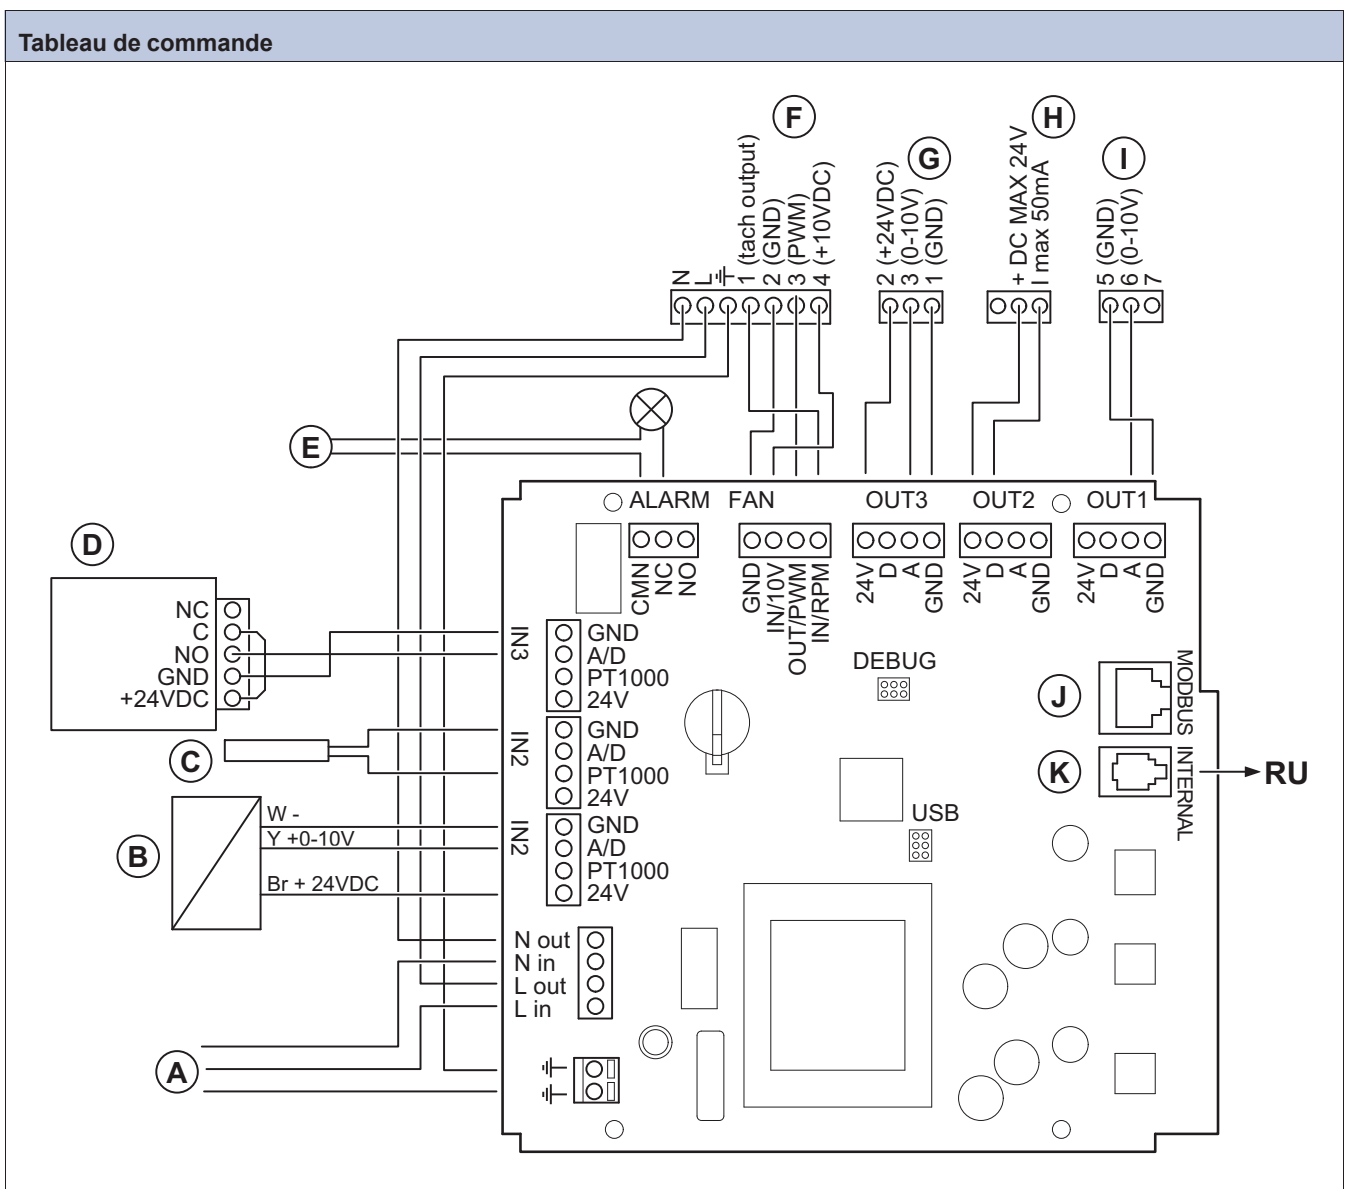 Tableau de commande
F
H
G
I
N
L
1 (tach output)
2 (GND)
3 (PWM)
4 (+10VDC)
2 (+24VDC)
3 (0-10V)
1 (GND)
+ DC MAX 24V
I max 50mA
5 (GND)
6 (0-10V)
7
E
ALARM
FAN
OUT3
OUT2
OUT1
CMN
NC
NO
GND
IN/10V
OUT/PWM
IN/RPM
24V
D
A
GND
24V
D
A
GND
24V
D
A
GND
D
NC
C
NO
GND
+24VDC
IN3
GND
A/D
PT1000
24V
DEBUG
J
MODBUS
C
IN2
GND
A/D
PT1000
24V
K
INTERNAL
RU
USB
B
W -
Y +0-10V
Br + 24VDC
IN2
GND
A/D
PT1000
24V
N out
N in
L out
L in
A